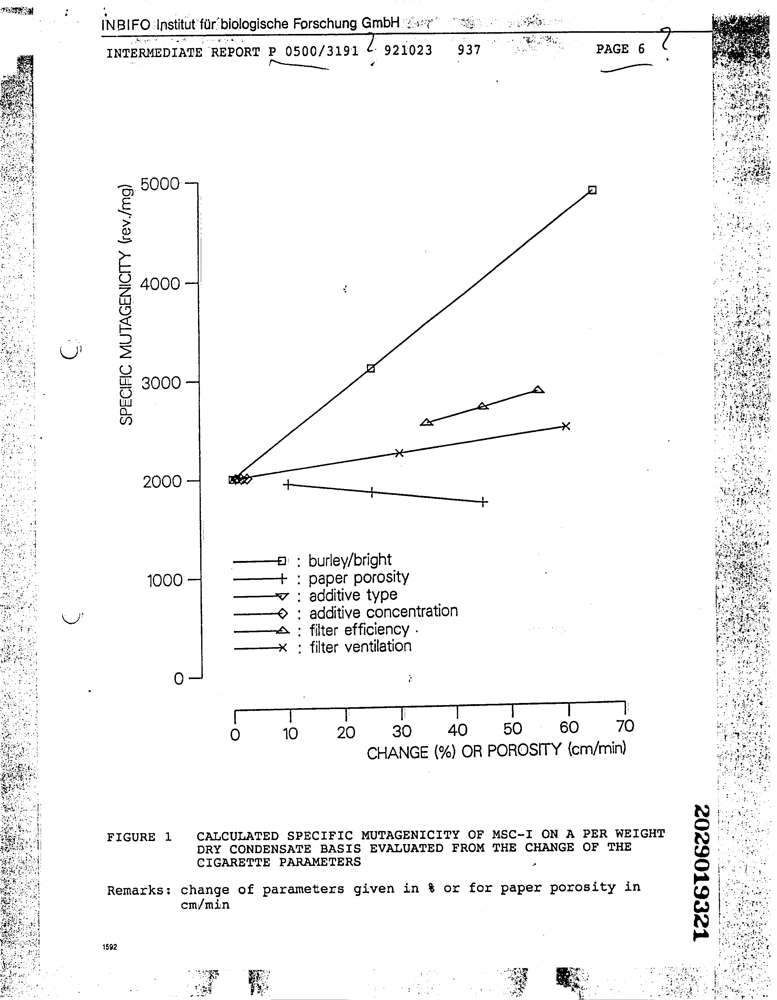 INBIFO Institut für biologische Forschung GmbH
INTERMEDIATE REPORT P 0500/3191 921023 937 PAGE 6 ?
SPECIFIC MUTAGENICITY (rev./mg)
5000
4000
3000
2000
1000
0
: burley/bright
: paper porosity
: additive type
: additive concentration
: filter efficiency
: filter ventilation
0 10 20 30 40 50 60 70
CHANGE (%) OR POROSITY (cm/min)
FIGURE 1 CALCULATED SPECIFIC MUTAGENICITY OF MSC-I ON A PER WEIGHT
DRY CONDENSATE BASIS EVALUATED FROM THE CHANGE OF THE
CIGARETTE PARAMETERS
Remarks: change of parameters given in % or for paper porosity in
cm/min
1592
2029019321